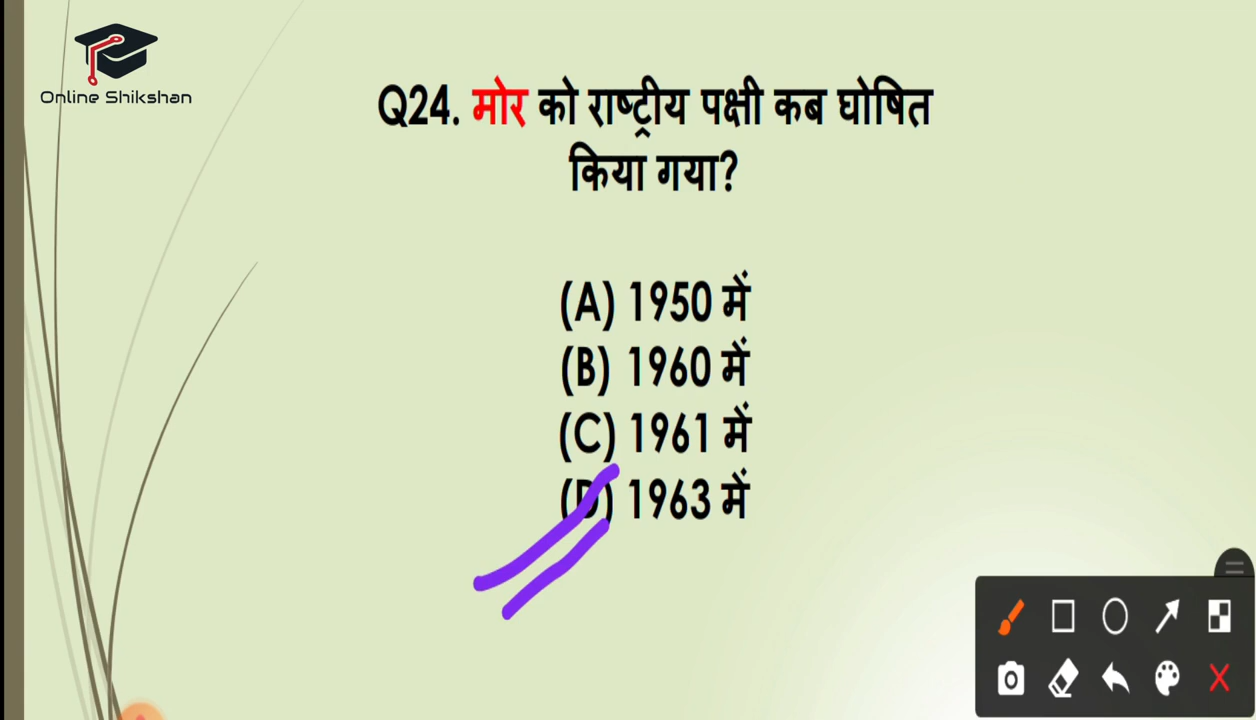 Online Shikshan
Q24. मोर को राष्ट्रीय पक्षी कब घोषित
किया गया?
(A) 1950 में
(B) 1960 में
(C) 1961 में
(D) 1963 में